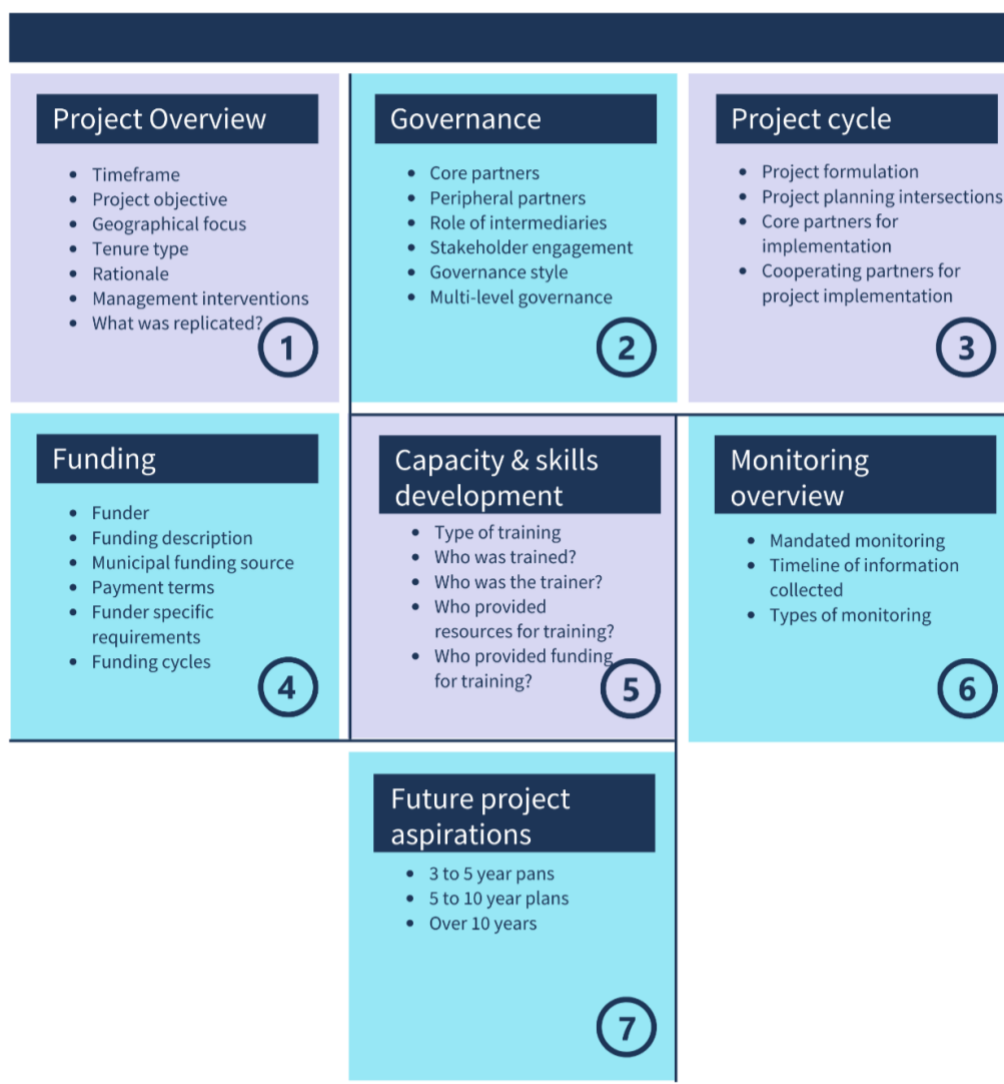 Project Overview
• Timeframe
• Project objective
• Geographical focus
• Tenure type
• Rationale
• Management interventions
• What was replicated?
1
Governance
• Core partners
• Peripheral partners
• Role of intermediaries
• Stakeholder engagement
• Governance style
• Multi-level governance
2
Project cycle
• Project formulation
• Project planning intersections
• Core partners for
implementation
• Cooperating partners for
project implementation
3
Funding
• Funder
• Funding description
• Municipal funding source
• Payment terms
• Funder specific
requirements
• Funding cycles
4
Capacity & skills
development
• Type of training
• Who was trained?
• Who was the trainer?
• Who provided
resources for training?
• Who provided funding
for training?
5
Monitoring
overview
• Mandated monitoring
• Timeline of information
collected
• Types of monitoring
6
Future project
aspirations
• 3 to 5 year pans
• 5 to 10 year plans
• Over 10 years
7